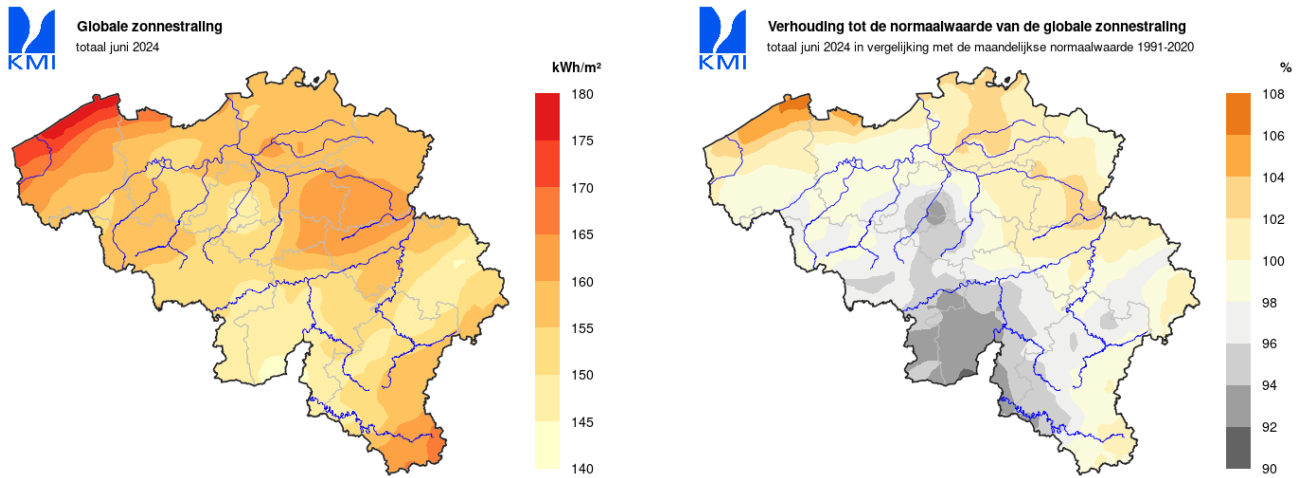 KMI
Globale zonnestraling
totaal juni 2024
kWh/m²
180
175
170
165
160
155
150
145
140
KMI
Verhouding tot de normaalwaarde van de globale zonnestraling
totaal juni 2024 in vergelijking met de maandelijkse normaalwaarde 1991-2020
%
108
106
104
102
100
98
96
94
92
90